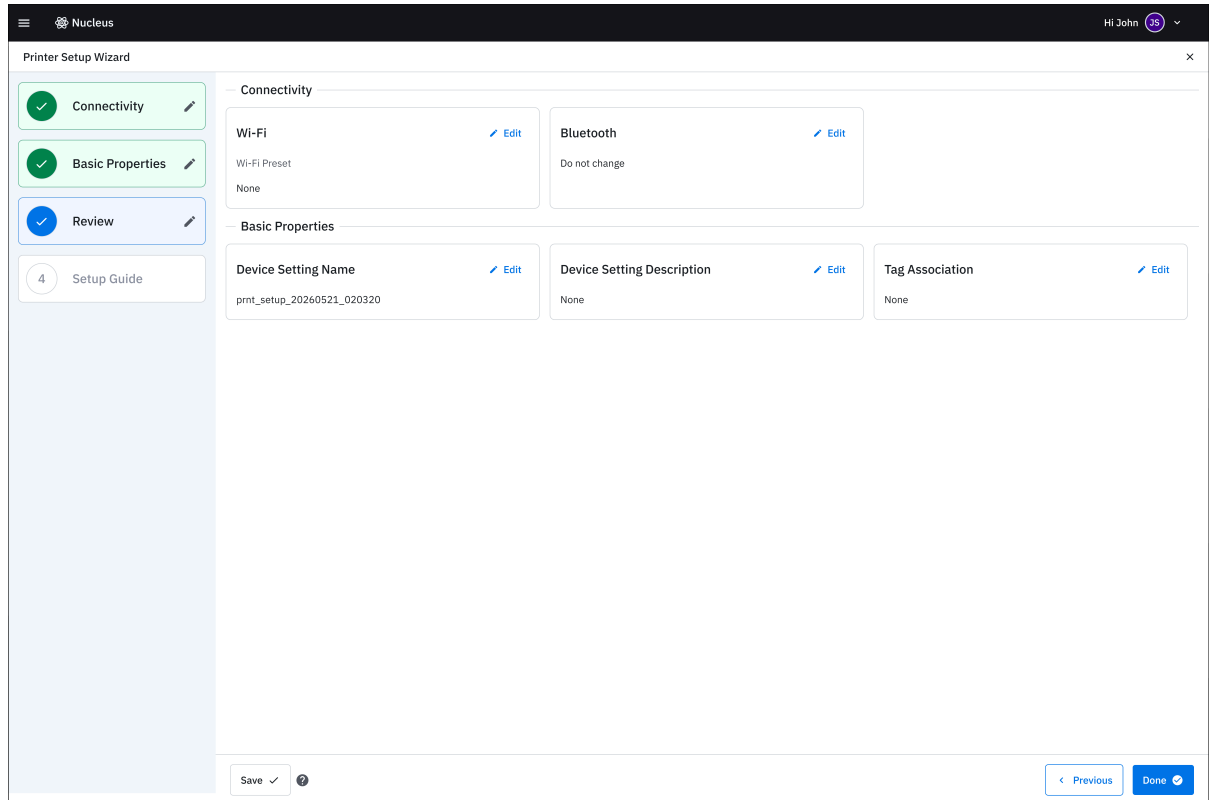 Nucleus
Hi John JS
Printer Setup Wizard
Connectivity
Basic Properties
Review
4 Setup Guide
Connectivity
Wi-Fi Edit
Wi-Fi Preset
None
Bluetooth Edit
Do not change
Basic Properties
Device Setting Name Edit
prnt_setup_20260521_020320
Device Setting Description Edit
None
Tag Association Edit
None
Save ?
Previous
Done